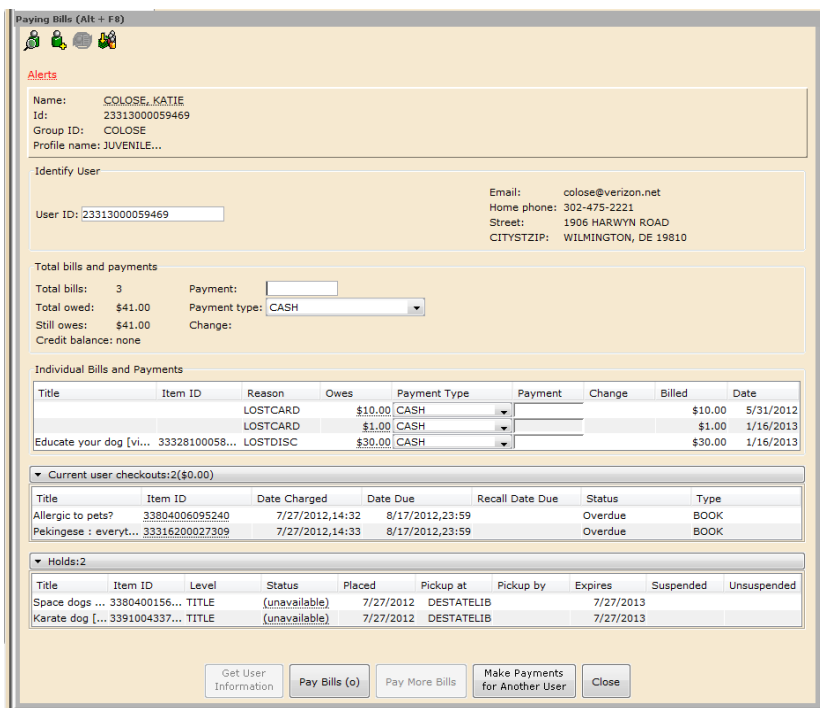 Paying Bills (Alt + F8)
Alerts
Name: COLOSE, KATIE
Id: 23313000059469
Group ID: COLOSE
Profile name: JUVENILE...
Identify User
User ID: 23313000059469
Email: colose@verizon.net
Home phone: 302-475-2221
Street: 1906 HARWYN ROAD
CITYSTZIP: WILMINGTON, DE 19810
Total bills and payments
Total bills: 3 Payment:
Total owed: $41.00 Payment type: CASH
Still owes: $41.00 Change:
Credit balance: none
Individual Bills and Payments
Title Item ID Reason Owes Payment Type Payment Change Billed Date
LOSTCARD $10.00 CASH $10.00 5/31/2012
LOSTCARD $1.00 CASH $1.00 1/16/2013
Educate your dog [vi... 33328100058... LOSTDISC $30.00 CASH $30.00 1/16/2013
Current user checkouts:2($0.00)
Title Item ID Date Charged Date Due Recall Date Due Status Type
Allergic to pets? 33804006095240 7/27/2012,14:32 8/17/2012,23:59 Overdue BOOK
Pekingese : everyt... 33316200027309 7/27/2012,14:33 8/17/2012,23:59 Overdue BOOK
Holds:2
Title Item ID Level Status Placed Pickup at Pickup by Expires Suspended Unsuspended
Space dogs ... 3380400156... TITLE (unavailable) 7/27/2012 DESTATELIB 7/27/2013
Karate dog [... 3391004337... TITLE (unavailable) 7/27/2012 DESTATELIB 7/27/2013
Get User Information
Pay Bills (o)
Pay More Bills
Make Payments for Another User
Close